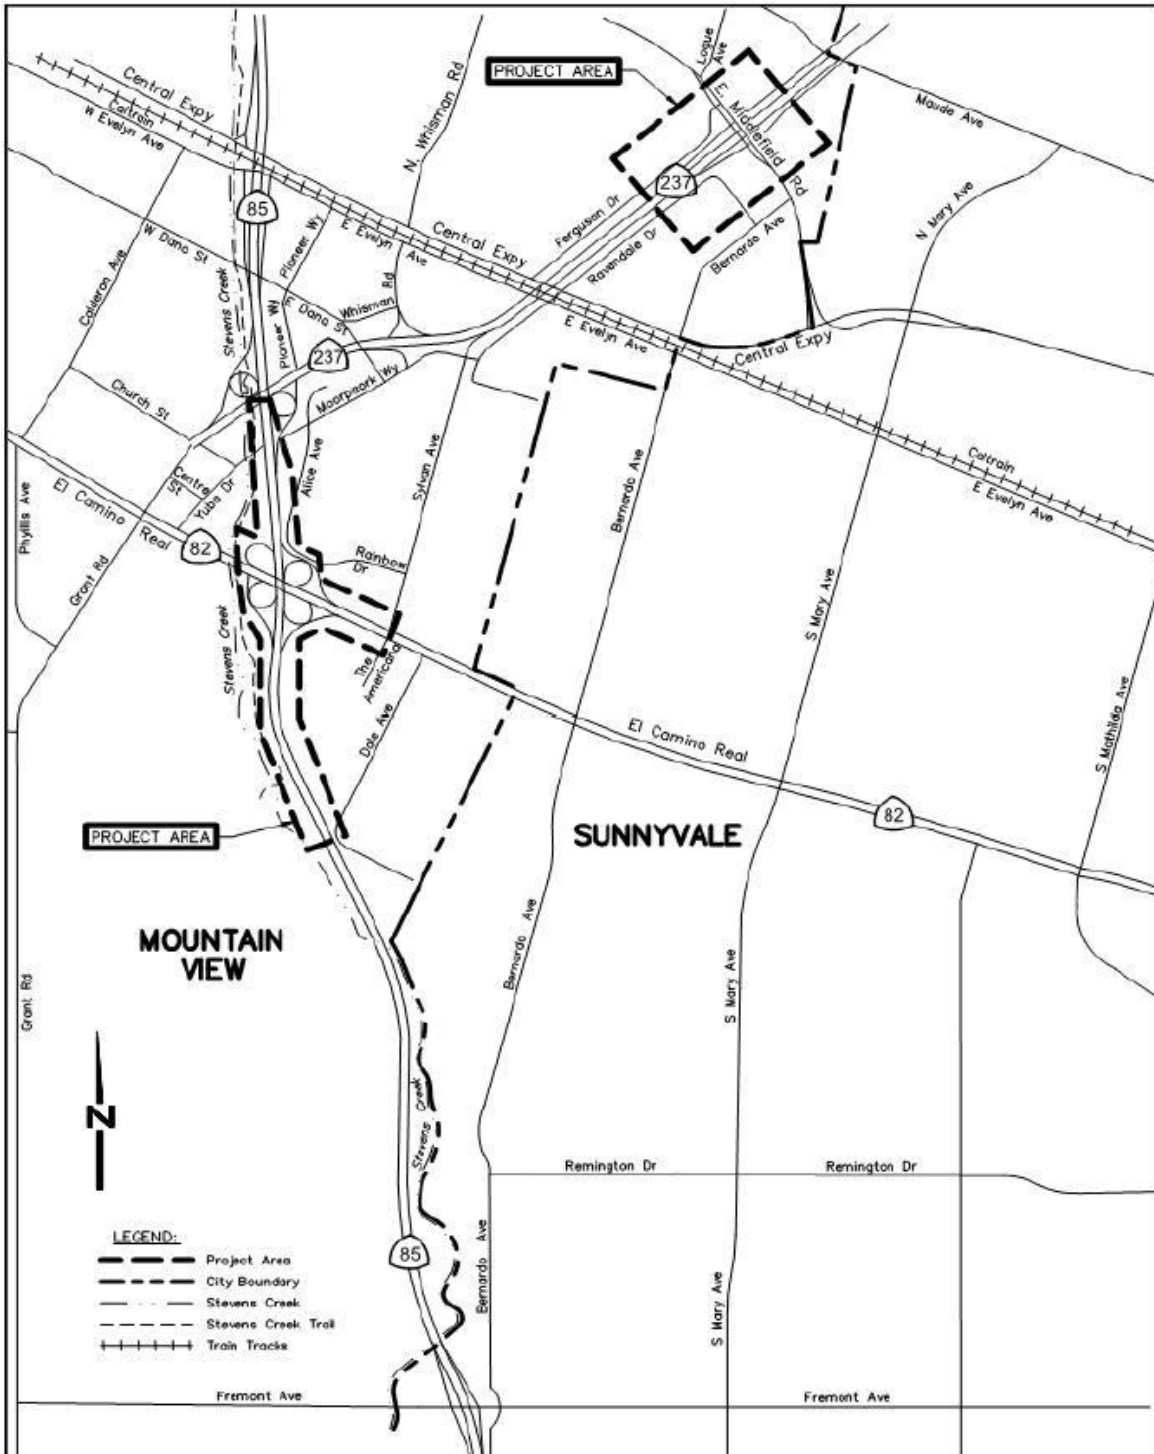 Central Expy
Caltrain
W Evelyn Ave
85
N. Whisman Rd
PROJECT AREA
Logue
Ave
E. Middlefield Rd
Maude Ave
237
Ferguson Dr
Ravendale Dr
Bernardo Ave
N Mary Ave
W Dana St
Pioneer Wy
E Evelyn Ave
Central Expy
Calderon Ave
Stevens Creek
Pioneer Wy
E Dana St
Whisman Rd
237
Moorpark Wy
E Evelyn Ave
Central Expy
Church St
Centre
St
Yuba Dr
Alice Ave
Sylvan Ave
Bernardo Ave
Caltrain
E Evelyn Ave
Phyllis Ave
El Camino Real
82
Grant Rd
Rainbow
Dr
Stevens Creek
The
Americana
Dale Ave
S Mary Ave
S Mathilda Ave
El Camino Real
82
PROJECT AREA
SUNNYVALE
MOUNTAIN
VIEW
Grant Rd
Bernardo Ave
S Mary Ave
N
Stevens Creek
Remington Dr
Remington Dr
LEGEND:
Project Area
City Boundary
Stevens Creek
Stevens Creek Trail
Train Tracks
85
Bernardo Ave
S Mary Ave
Fremont Ave
Fremont Ave